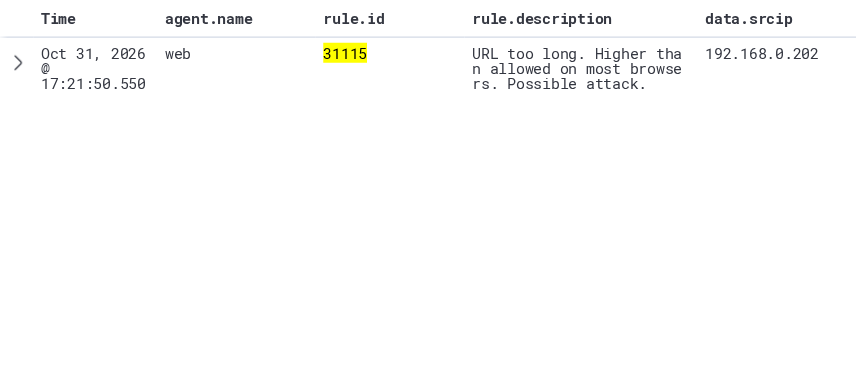 Time agent.name rule.id rule.description data.srcip
Oct 31, 2026 web 31115 URL too long. Higher tha 192.168.0.202
@ n allowed on most browse
17:21:50.550 rs. Possible attack.